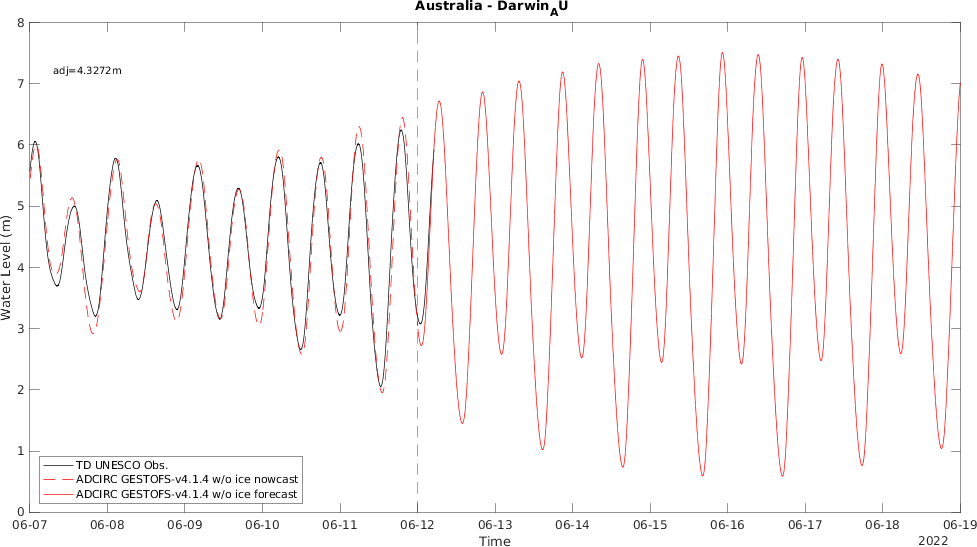 Australia - Darwin_AU
8
7
6
5
4
3
2
1
0
adj=4.3272m
Water Level (m)
TD UNESCO Obs.
ADCIRC GESTOFS-v4.1.4 w/o ice nowcast
ADCIRC GESTOFS-v4.1.4 w/o ice forecast
06-07 06-08 06-09 06-10 06-11 06-12 06-13 06-14 06-15 06-16 06-17 06-18 06-19
Time
2022